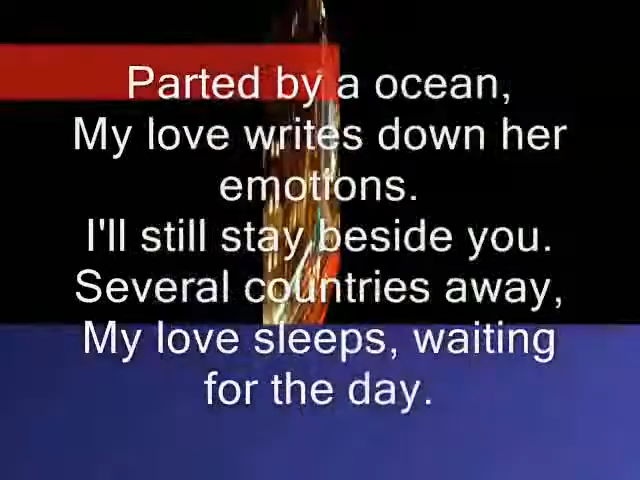 Parted by a ocean,
My love writes down her
emotions.
I'll still stay beside you.
Several countries away,
My love sleeps, waiting
for the day.